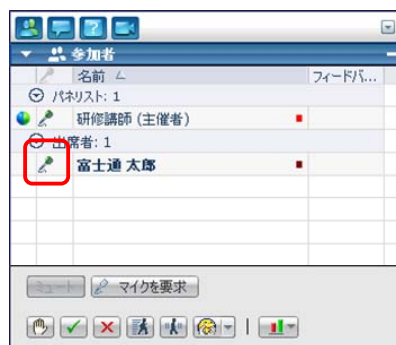 参加者
名前
フィードバ...
パネリスト: 1
研修講師 (主催者)
出席者: 1
富士通 太郎
ミュート
マイクを要求